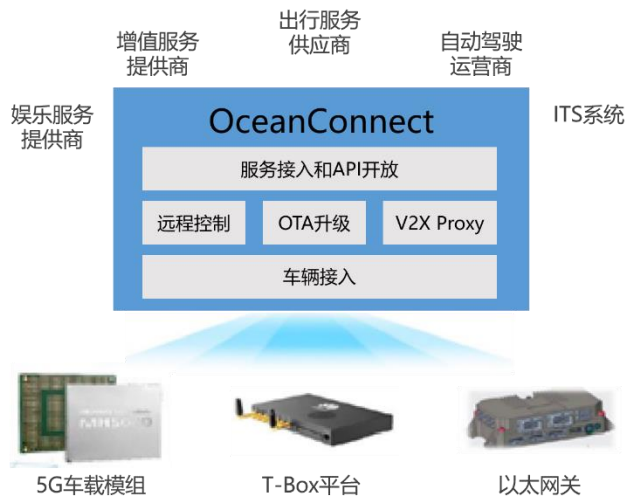 出行服务
供应商
增值服务
提供商
自动驾驶
运营商
娱乐服务
提供商
ITS系统
OceanConnect
服务接入和API开放
远程控制
OTA升级
V2X Proxy
车辆接入
5G车载模组
T-Box平台
以太网关